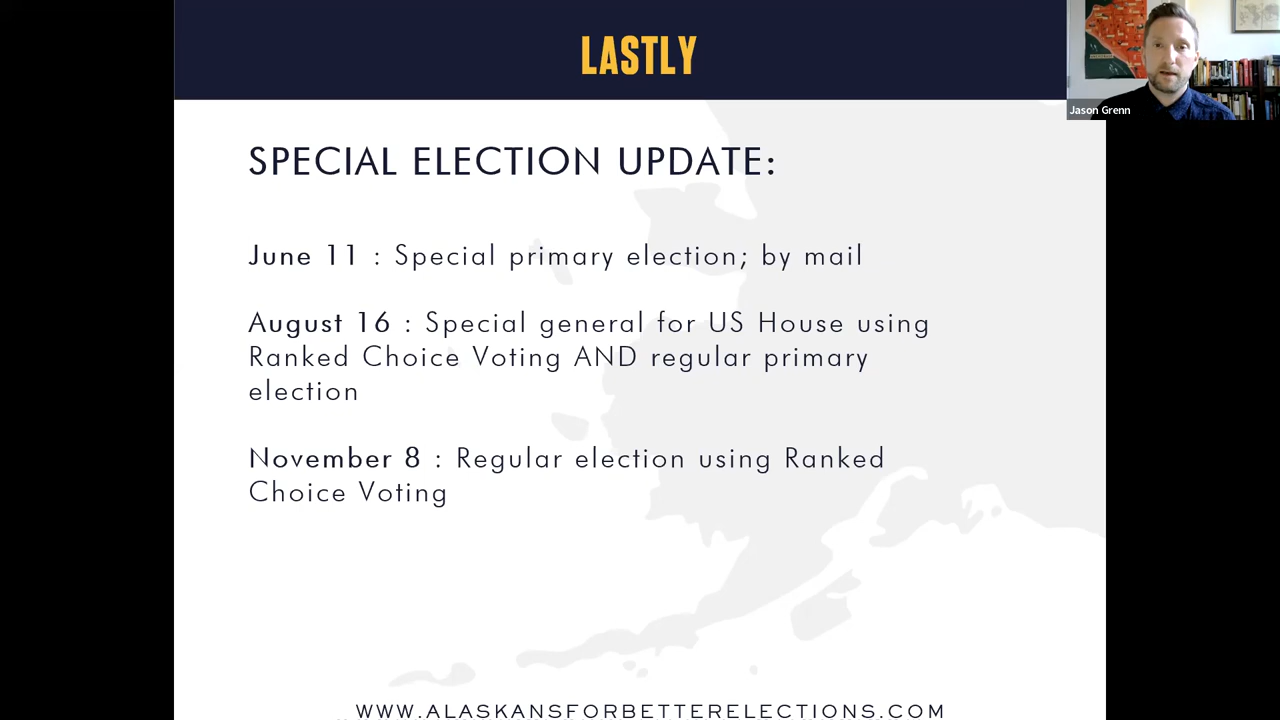 LASTLY
Jason Grenn
SPECIAL ELECTION UPDATE:
June 11 : Special primary election; by mail
August 16 : Special general for US House using
Ranked Choice Voting AND regular primary
election
November 8 : Regular election using Ranked
Choice Voting
WWW.ALASKANSFORBETTERELECTIONS.COM